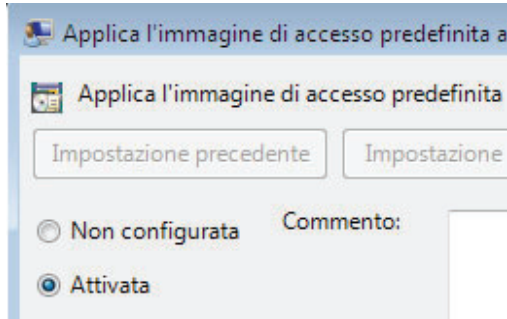 Applica l'immagine di accesso predefinita a
Applica l'immagine di accesso predefinita
Impostazione precedente Impostazione
Non configurata Commento:
Attivata